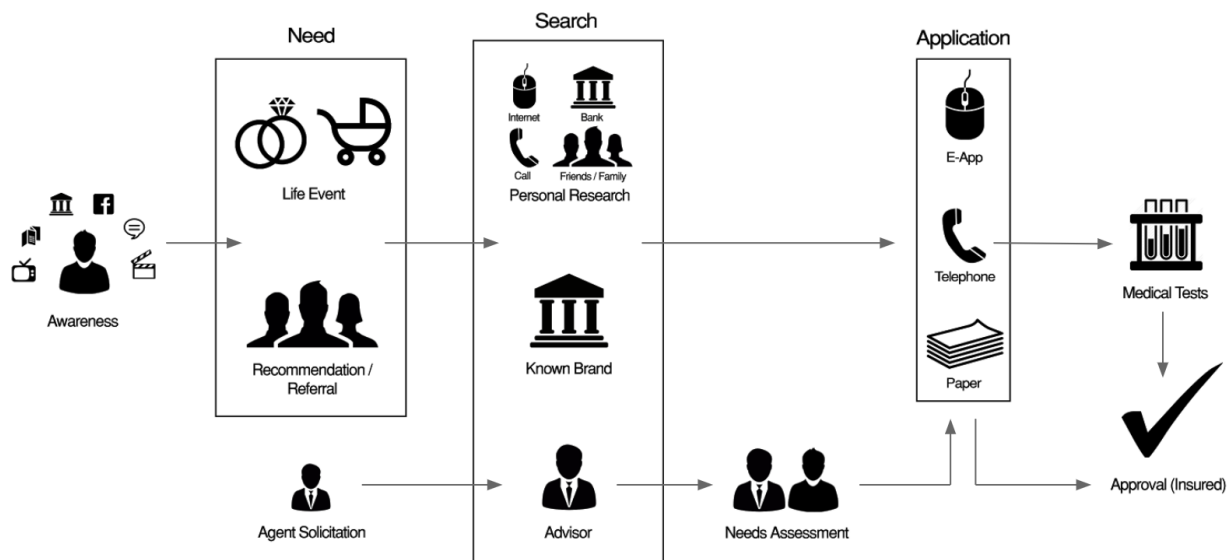 Need
Search
Application
Internet
Bank
Call
Friends / Family
Personal Research
Life Event
E-App
Awareness
Telephone
Medical Tests
Recommendation /
Referral
Known Brand
Paper
Agent Solicitation
Advisor
Needs Assessment
Approval (Insured)